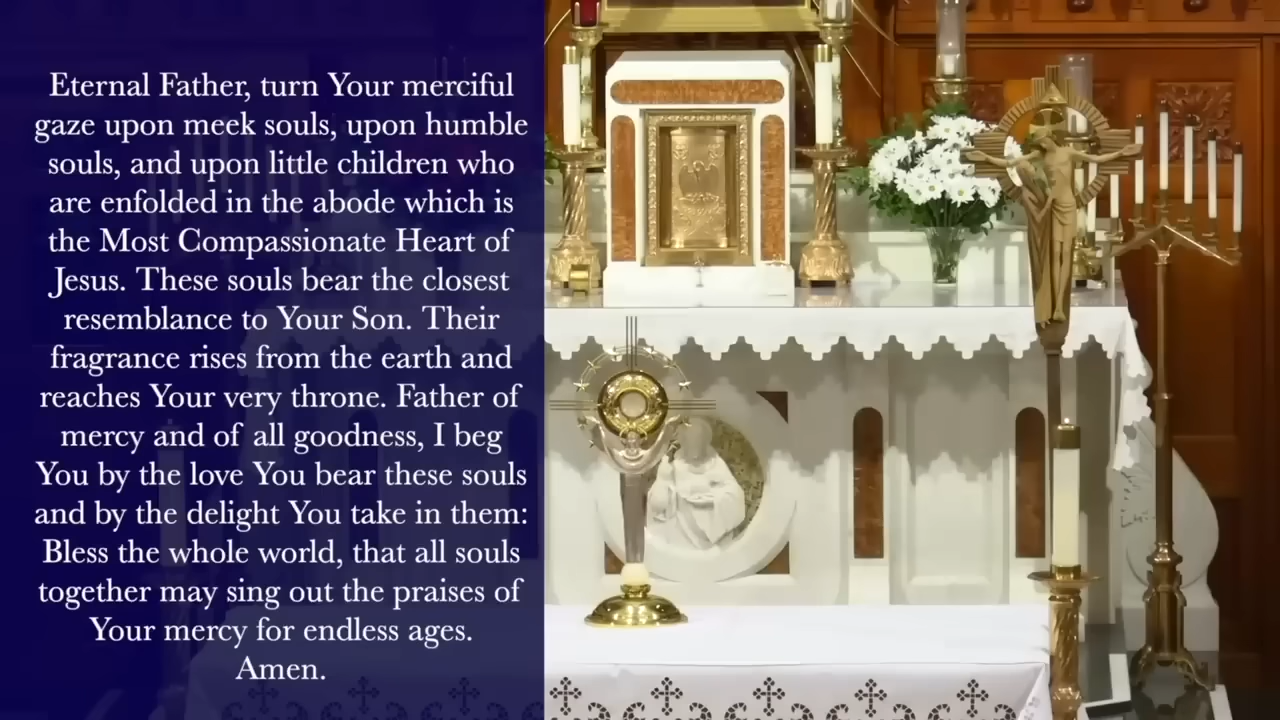 Eternal Father, turn Your merciful
gaze upon meek souls, upon humble
souls, and upon little children who
are enfolded in the abode which is
the Most Compassionate Heart of
Jesus. These souls bear the closest
resemblance to Your Son. Their
fragrance rises from the earth and
reaches Your very throne. Father of
mercy and of all goodness, I beg
You by the love You bear these souls
and by the delight You take in them:
Bless the whole world, that all souls
together may sing out the praises of
Your mercy for endless ages.
Amen.